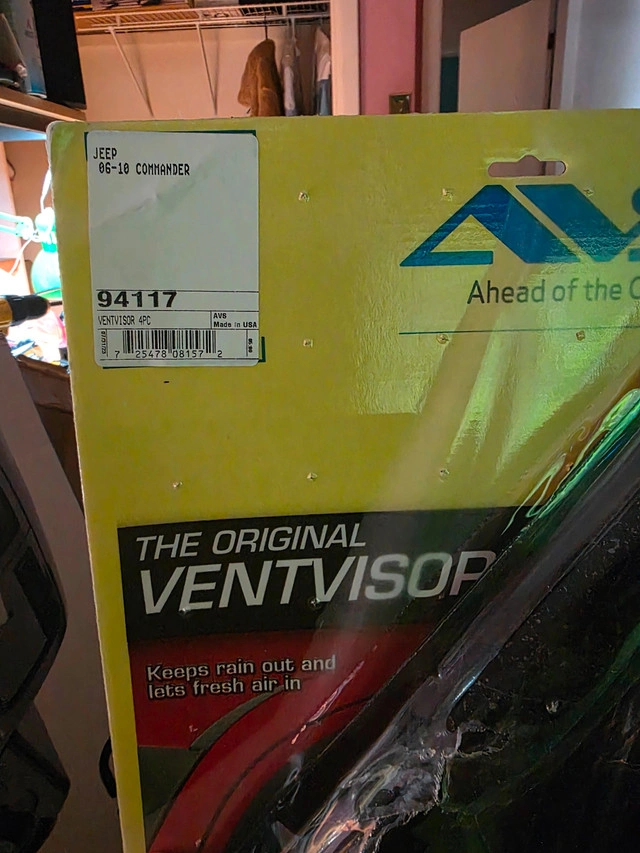 JEEP
06-10 COMMANDER
94117
VENTVISOR 4PC
AVS
Made in USA
7 25478 08157 2
AVS
Ahead of the
THE ORIGINAL
VENTVISOR
Keeps rain out and
lets fresh air in